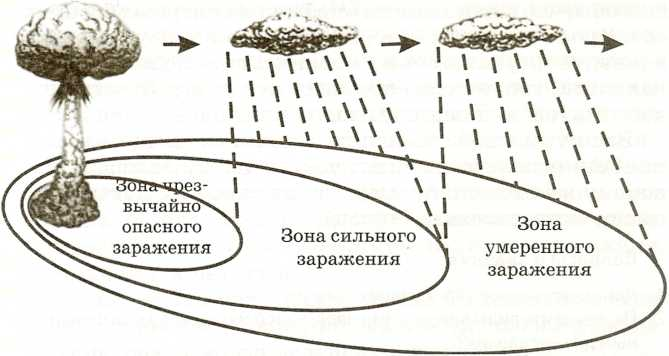 Зона чрез-
вычайно
опасного
заражения
Зона сильного
заражения
Зона
умеренного
заражения